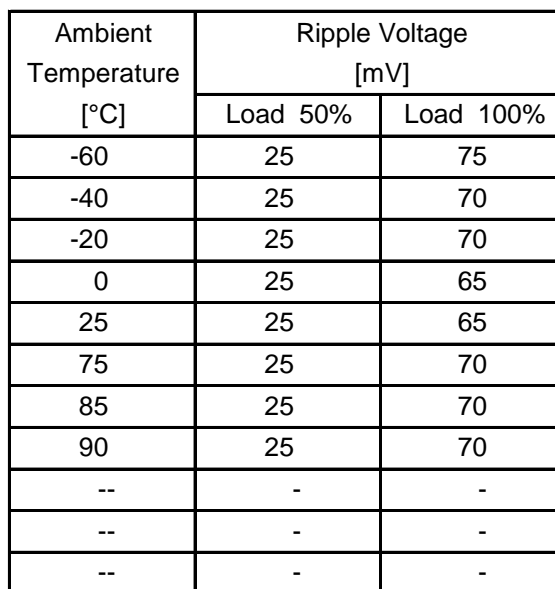 Ambient
Temperature
[°C]
Ripple Voltage
[mV]
Load 50% Load 100%
-60 25 75
-40 25 70
-20 25 70
0 25 65
25 25 65
75 25 70
85 25 70
90 25 70
-- - -
-- - -
-- - -